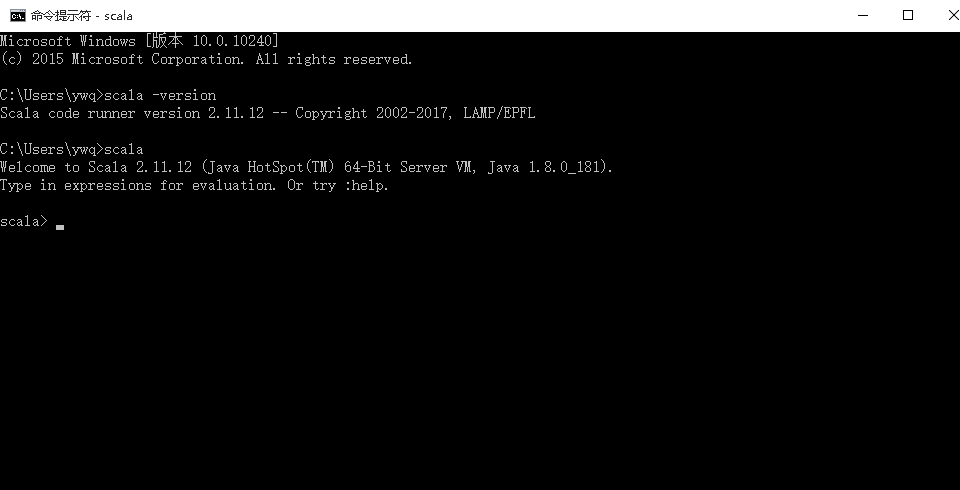 命令提示符 - scala
Microsoft Windows [版本 10.0.10240]
(c) 2015 Microsoft Corporation. All rights reserved.
C:\Users\ywq>scala -version
Scala code runner version 2.11.12 -- Copyright 2002-2017, LAMP/EPFL
C:\Users\ywq>scala
Welcome to Scala 2.11.12 (Java HotSpot(TM) 64-Bit Server VM, Java 1.8.0_181).
Type in expressions for evaluation. Or try :help.
scala>